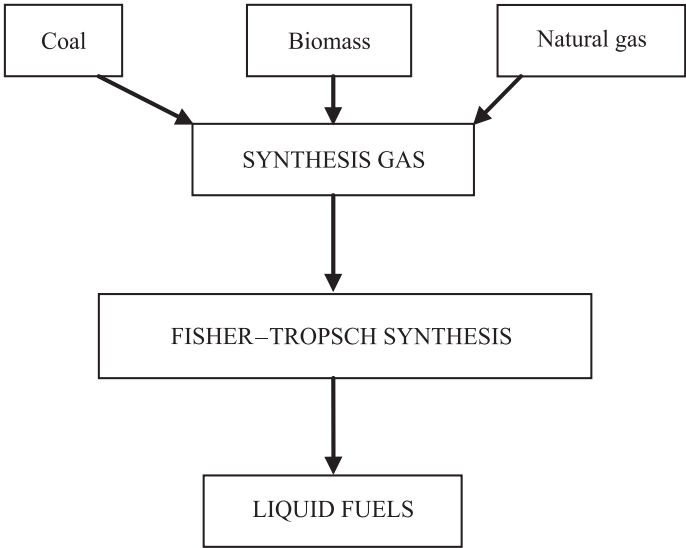 Coal
Biomass
Natural gas
SYNTHESIS GAS
FISHER–TROPSCH SYNTHESIS
LIQUID FUELS